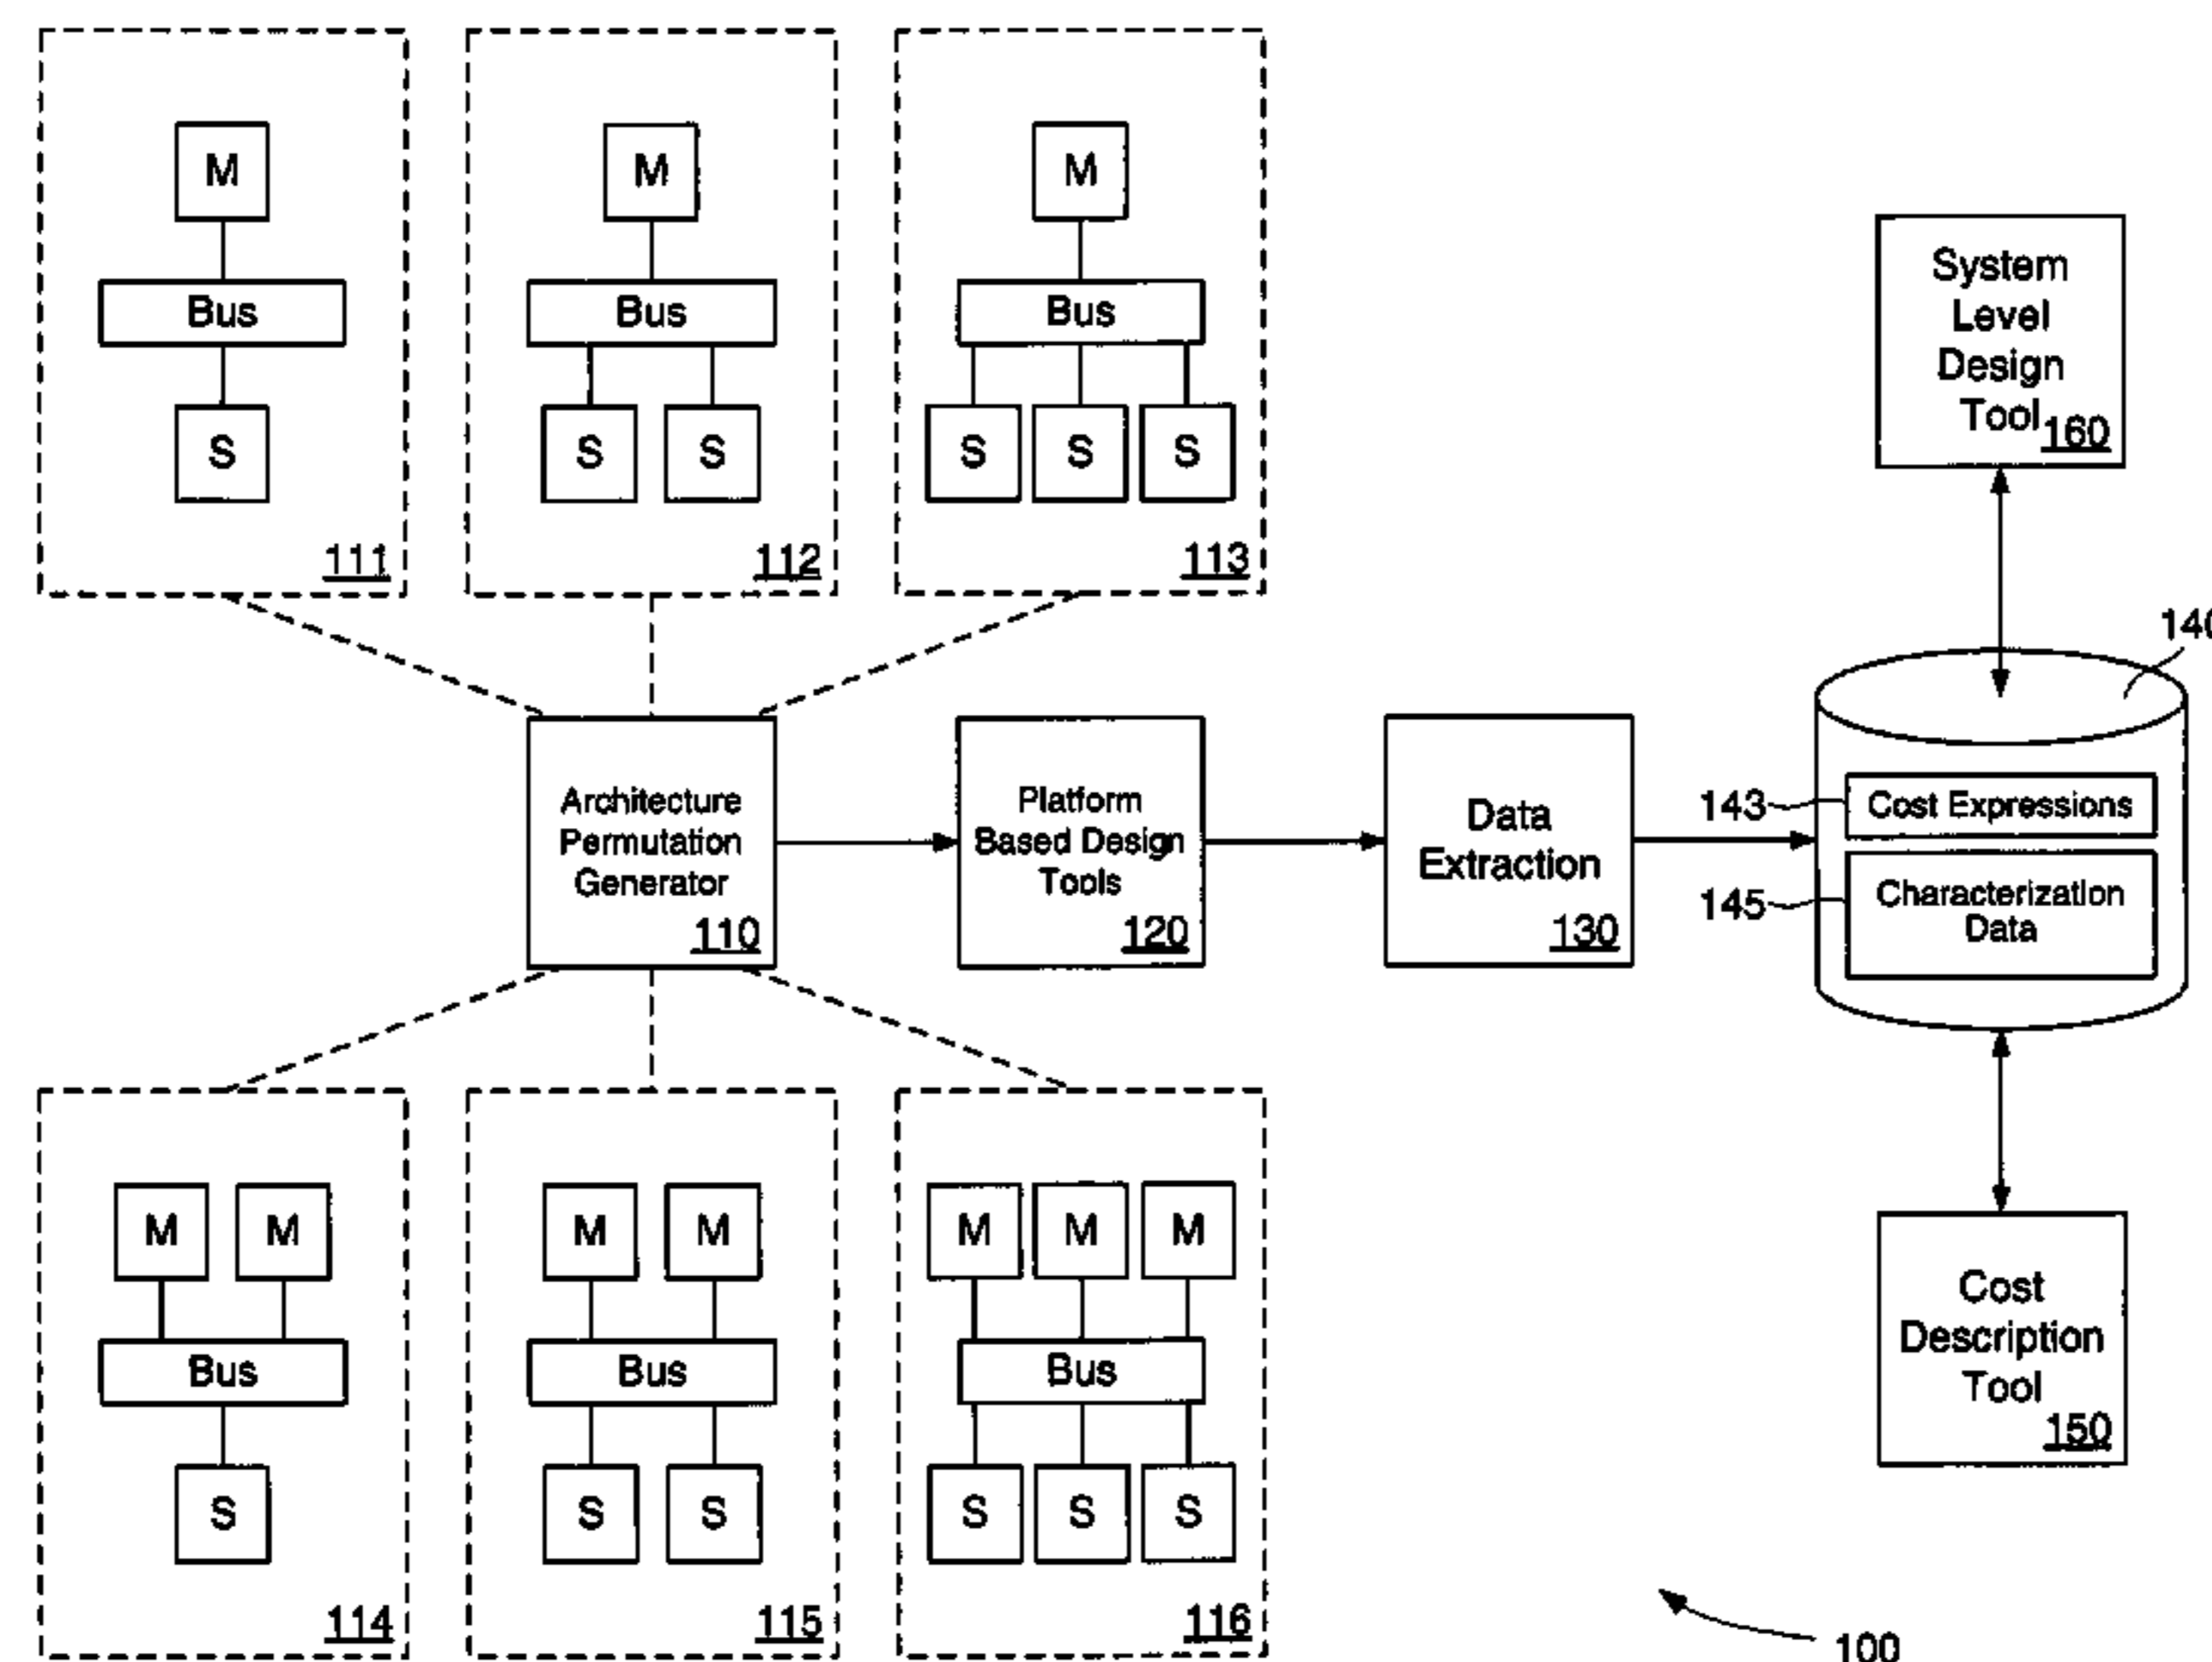 M
Bus
S
111
M
Bus
S S
112
M
Bus
S S S
113
System
Level
Design
Tool
160
Architecture
Permutation
Generator
110
Platform
Based Design
Tools
120
Data
Extraction
130
140
143
Cost Expressions
145
Characterization
Data
M M
Bus
S
114
M M
Bus
S S
115
M M M
Bus
S S S
116
Cost
Description
Tool
150
100